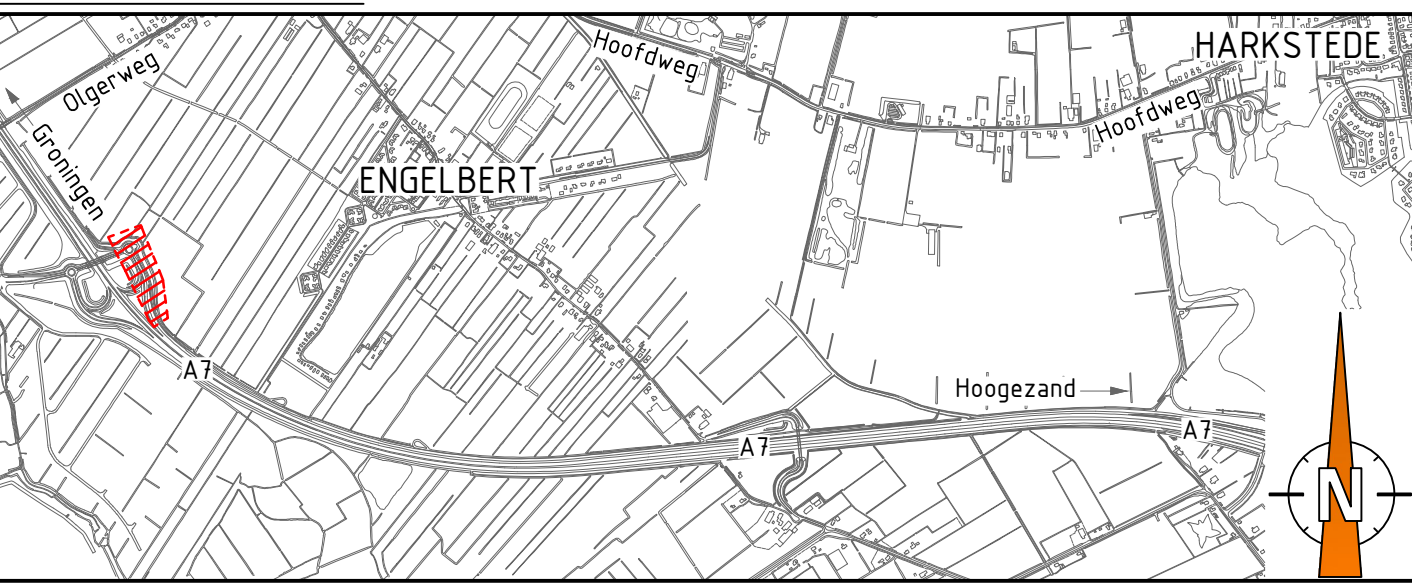 Olgerweg
Groningen
ENGELBERT
Hoofdweg
HARKSTEDE
Hoofdweg
A7
Hoogezand
A7
A7
N